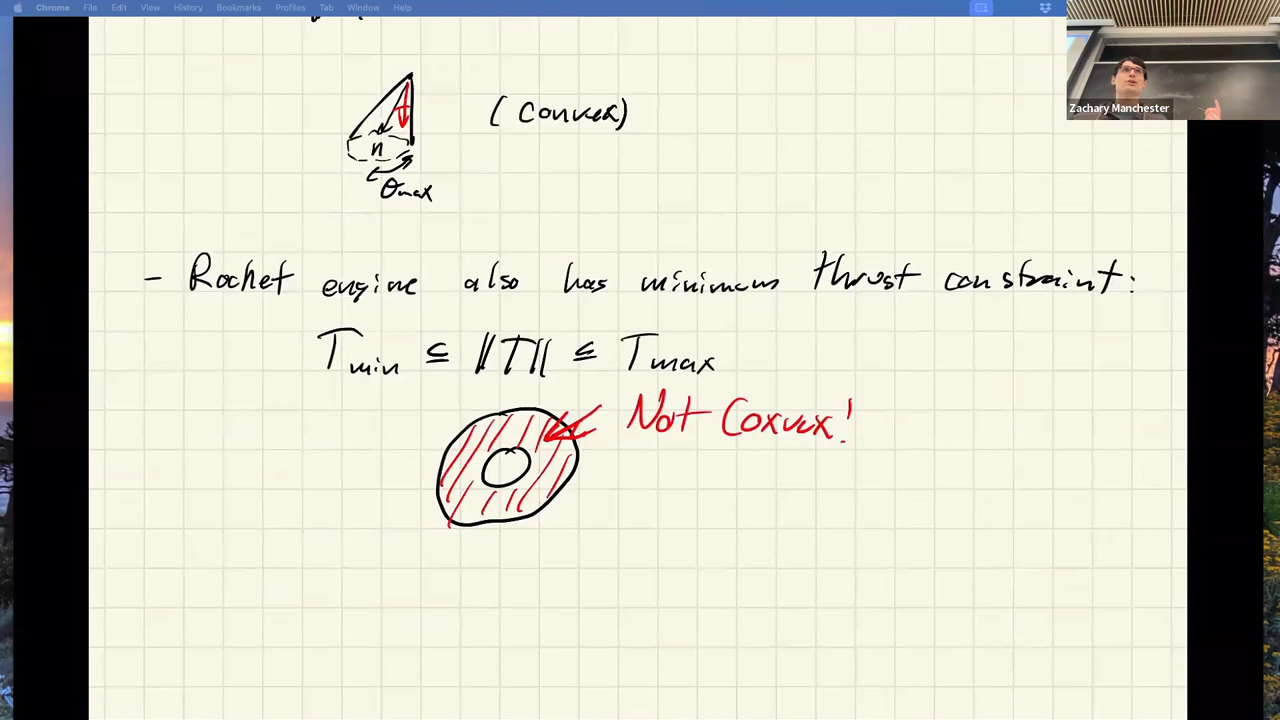 Chrome File Edit View History Bookmarks Profiles Tab Window Help
Zachary Manchester
(Convex)
n
θmax
- Rocket engine also has minimum thrust constraint:
Tmin ≤ ||T|| ≤ Tmax
Not Convex!